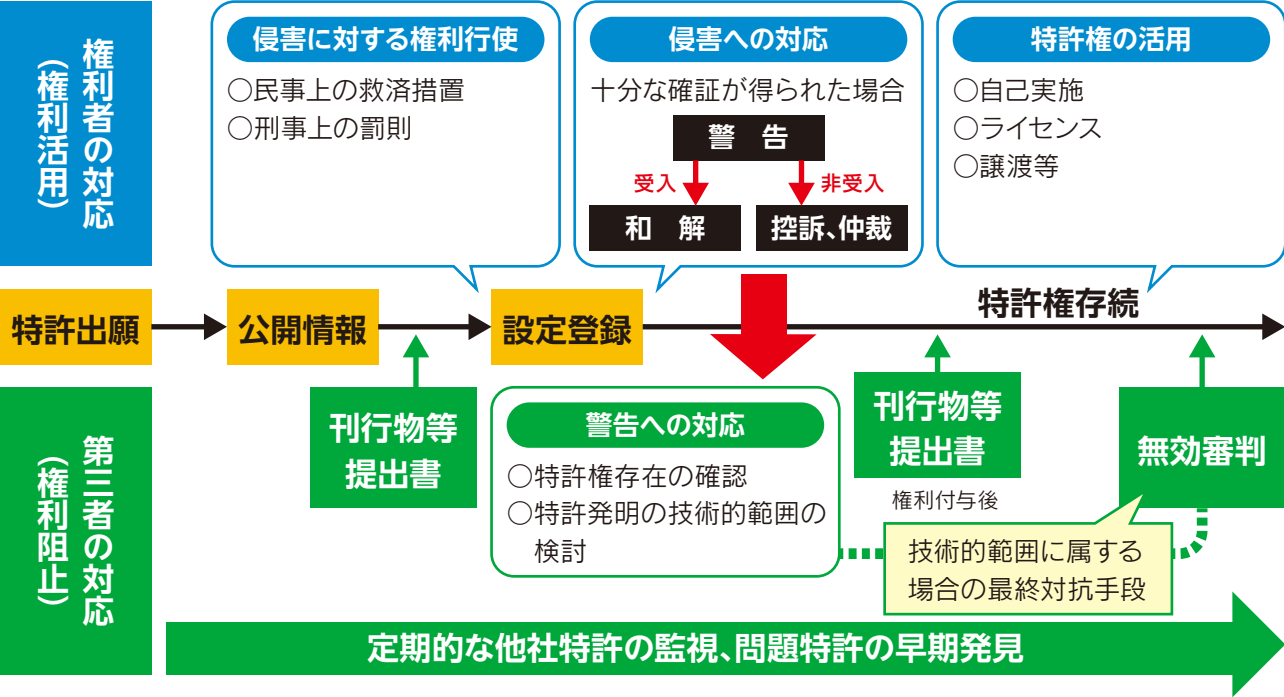 権利者の対応
（権利活用）
侵害に対する権利行使
○民事上の救済措置
○刑事上の罰則
侵害への対応
十分な確証が得られた場合
警 告
受入
非受入
和 解
控訴、仲裁
特許権の活用
○自己実施
○ライセンス
○譲渡等
特許出願
公開情報
設定登録
特許権存続
第三者の対応
（権利阻止）
刊行物等
提出書
警告への対応
○特許権存在の確認
○特許発明の技術的範囲の
検討
刊行物等
提出書
権利付与後
無効審判
技術的範囲に属する
場合の最終対抗手段
定期的な他社特許の監視、問題特許の早期発見